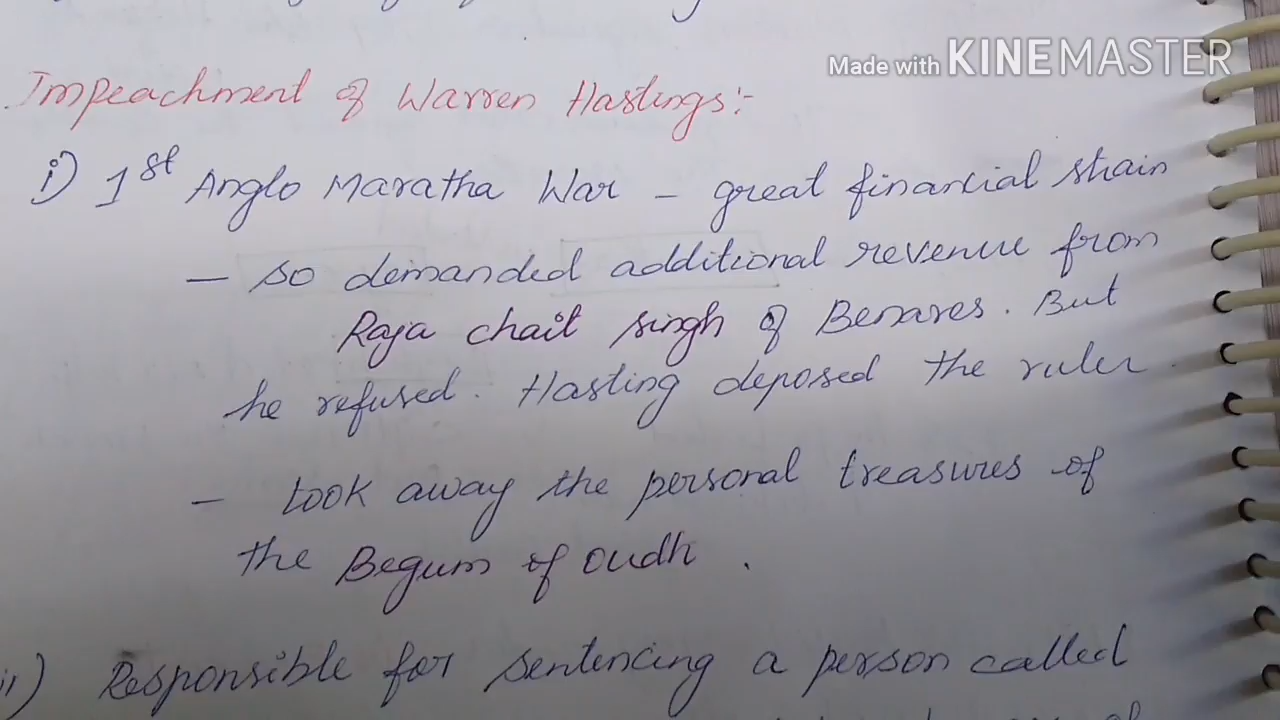 Made with KINEMASTER
Impeachment of Warren Hastings:-
i) 1st Anglo Maratha War - great financial strain
- so demanded additional revenue from
Raja chait singh of Benares. But
he refused. Hasting deposed the ruler.
- took away the personal treasures of
the Begum of Oudh.
ii) Responsible for sentencing a person called